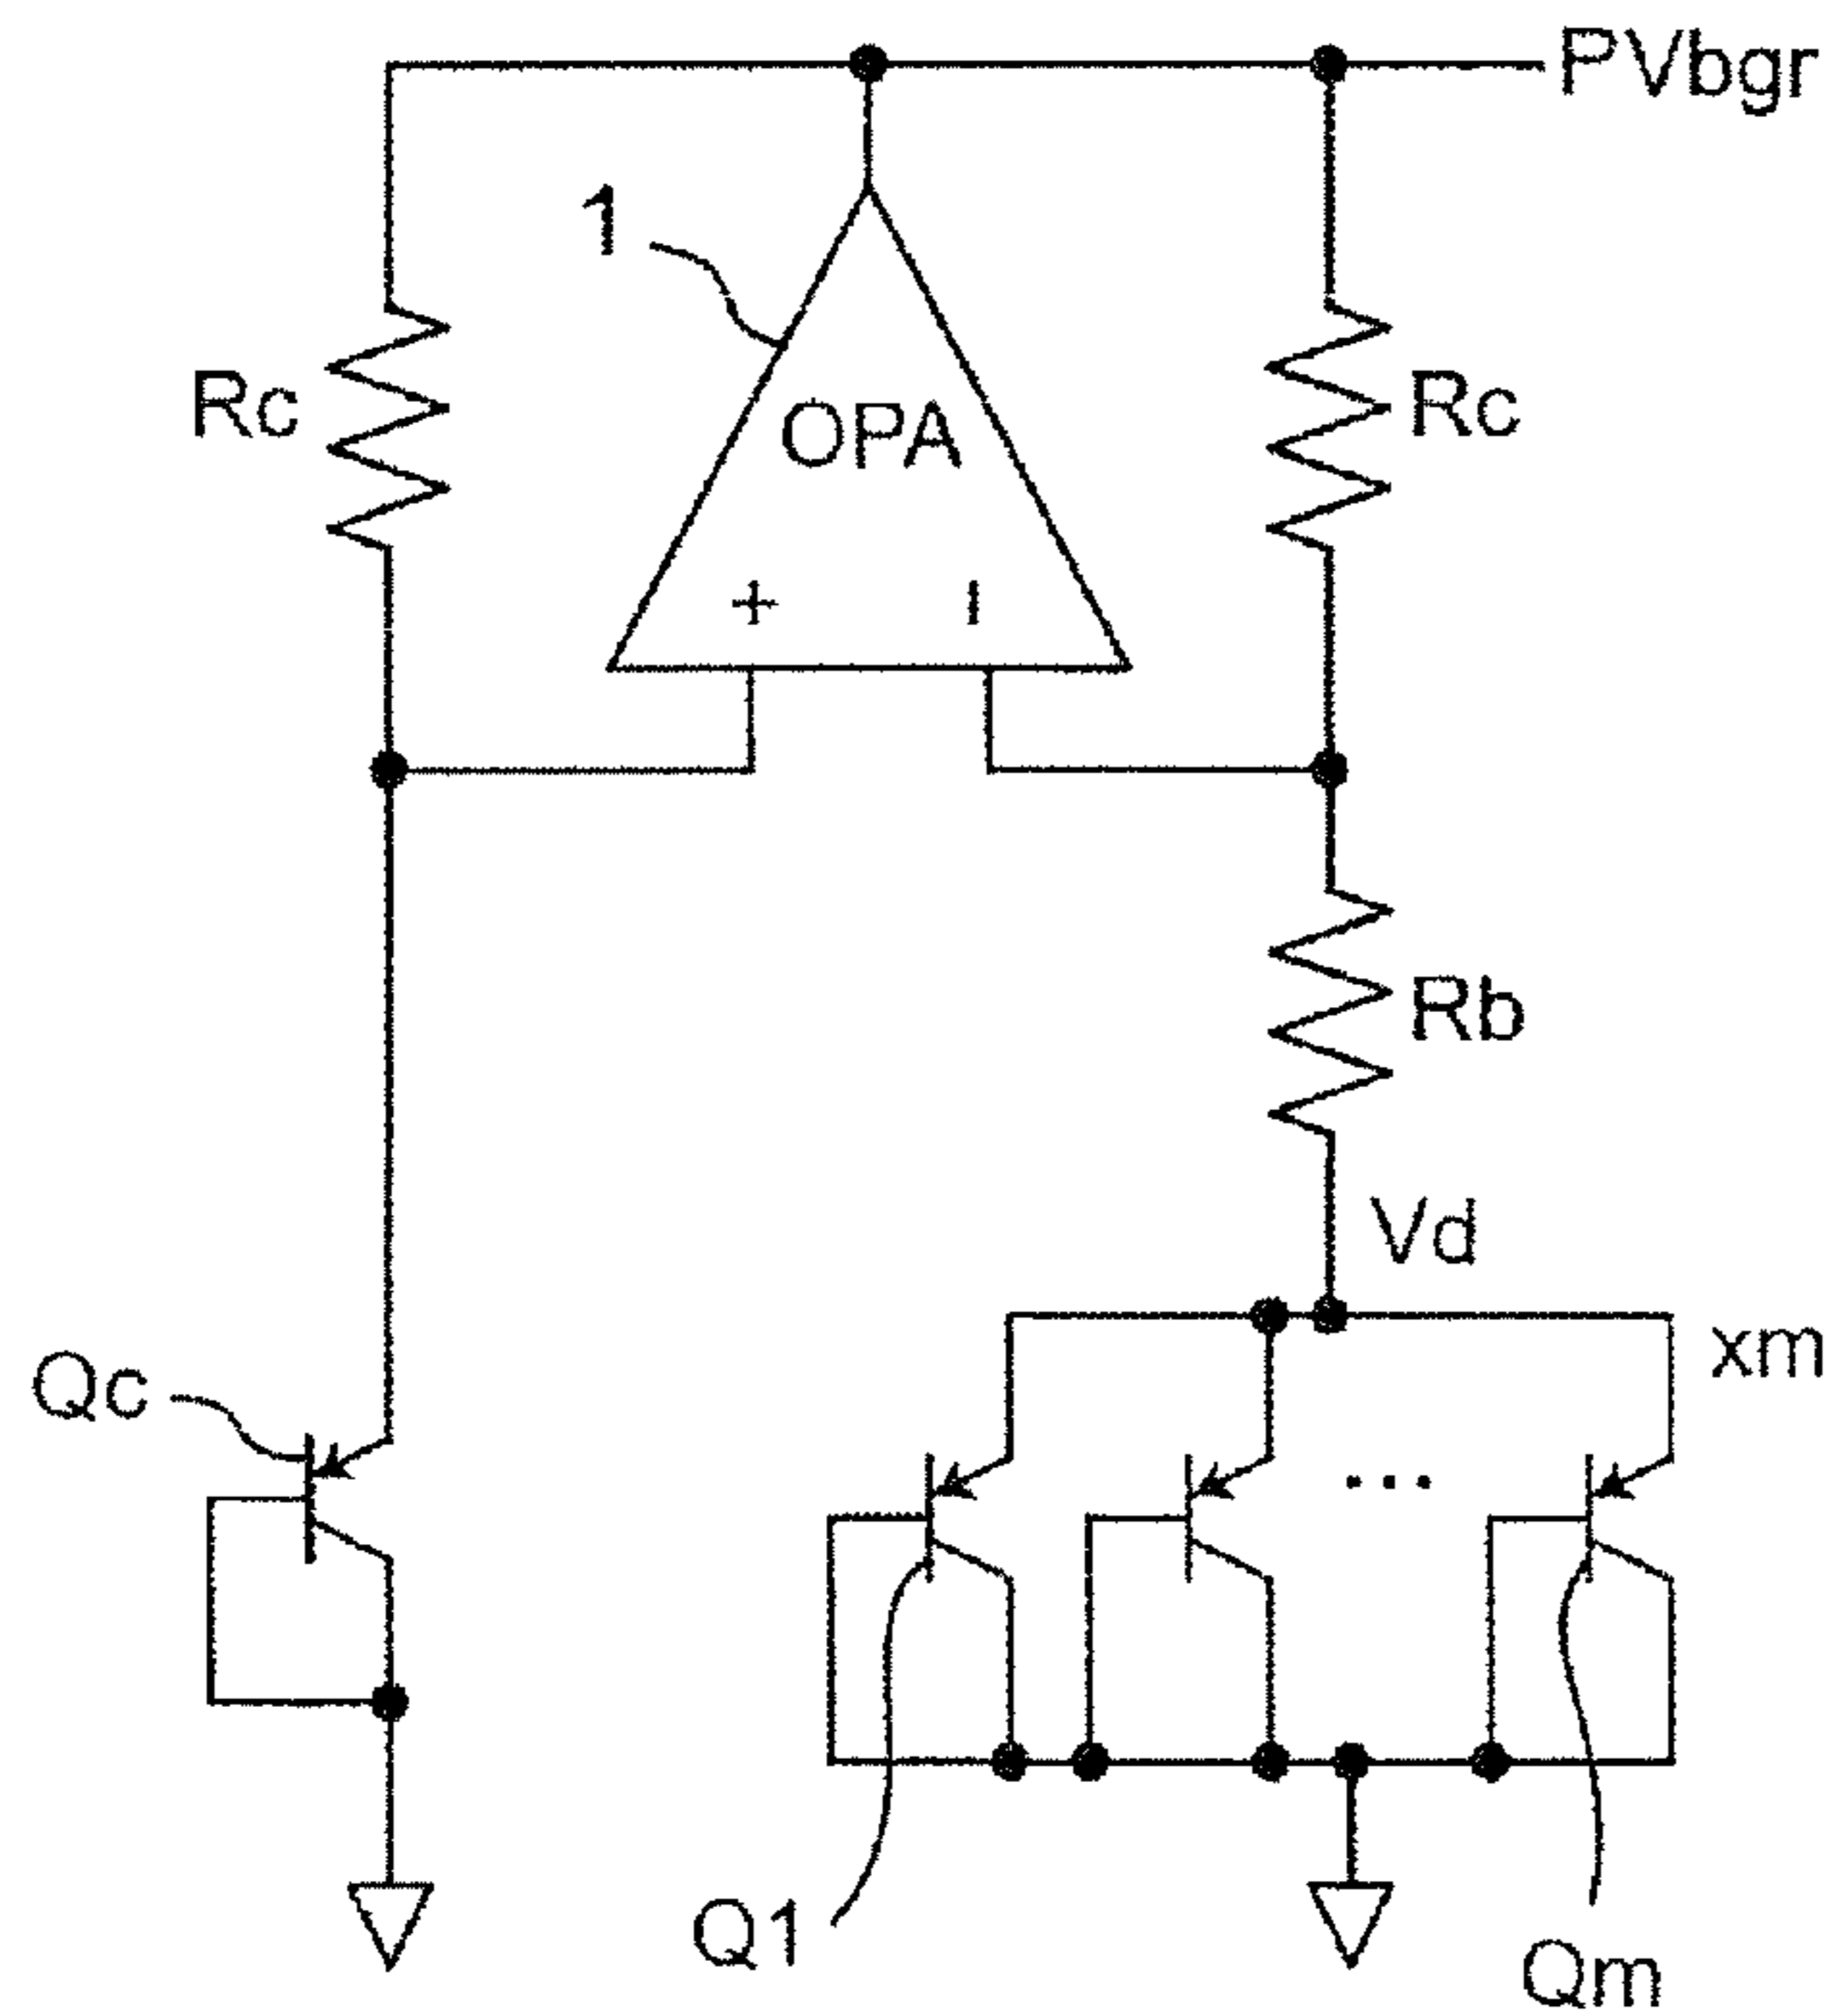 PVbgr
1
Rc
OPA
Rc
+
-
Rb
Vd
xm
Qc
...
Q1
Qm